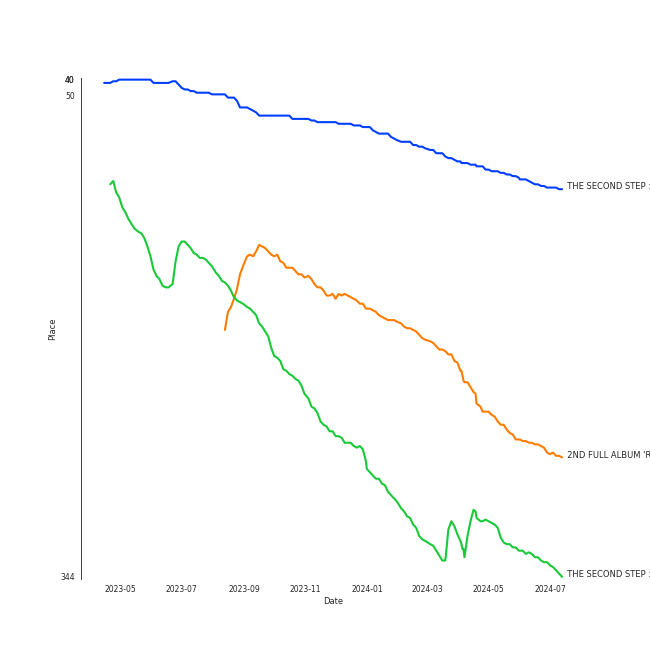 40
50
THE SECOND STEP :
Place
2ND FULL ALBUM 'R
THE SECOND STEP :
344
2023-05
2023-07
2023-09
2023-11
2024-01
2024-03
2024-05
2024-07
Date